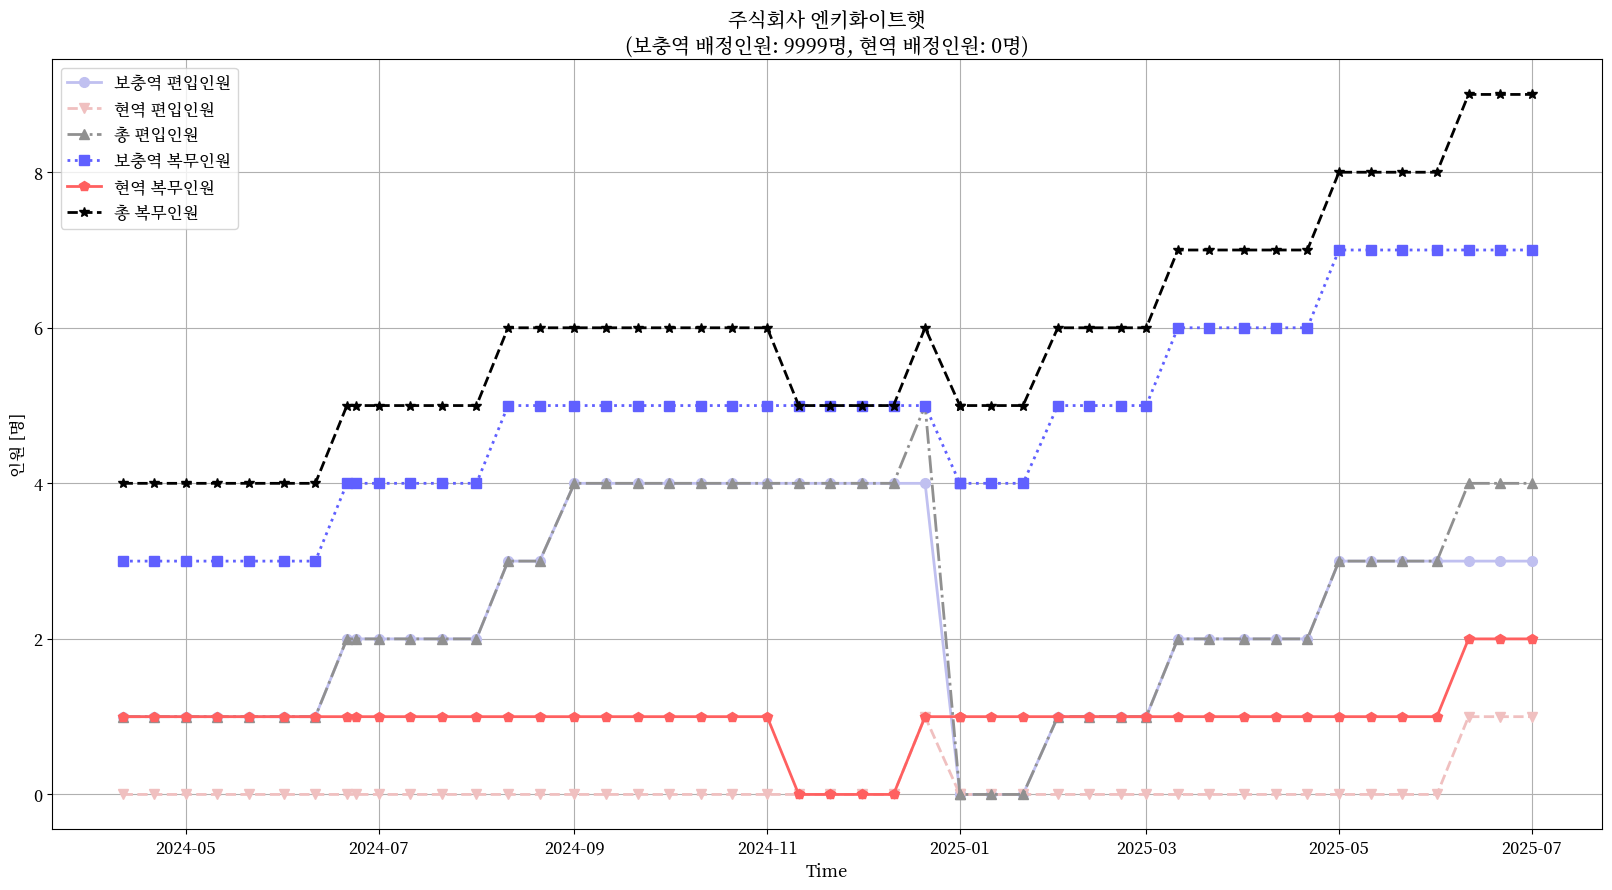 주식회사 엔키화이트햇
(보충역 배정인원: 9999명, 현역 배정인원: 0명)
보충역 편입인원
현역 편입인원
총 편입인원
보충역 복무인원
현역 복무인원
총 복무인원
인원 [명]
8
6
4
2
0
2024-05 2024-07 2024-09 2024-11 2025-01 2025-03 2025-05 2025-07
Time